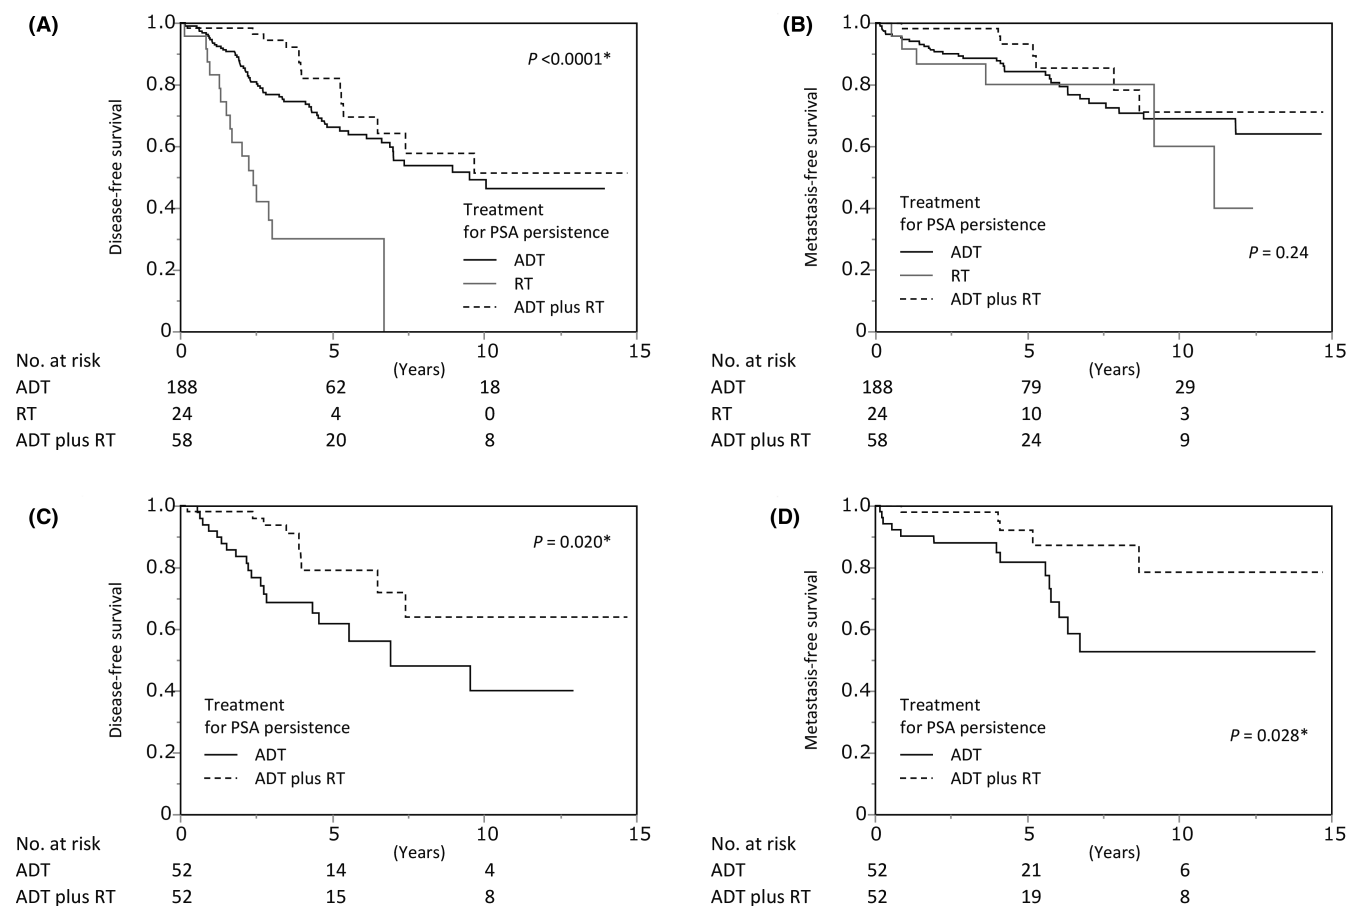 (A)
Disease-free survival
1.0
0.8
0.6
0.4
0.2
0
P <0.0001*
Treatment
for PSA persistence
ADT
RT
ADT plus RT
0 5 10 15
(Years)
No. at risk
ADT 188 62 18
RT 24 4 0
ADT plus RT 58 20 8
(B)
Metastasis-free survival
1.0
0.8
0.6
0.4
0.2
0
Treatment
for PSA persistence
ADT
RT
ADT plus RT
P = 0.24
0 5 10 15
(Years)
No. at risk
ADT 188 79 29
RT 24 10 3
ADT plus RT 58 24 9
(C)
Disease-free survival
1.0
0.8
0.6
0.4
0.2
0
P = 0.020*
Treatment
for PSA persistence
ADT
ADT plus RT
0 5 10 15
(Years)
No. at risk
ADT 52 14 4
ADT plus RT 52 15 8
(D)
Metastasis-free survival
1.0
0.8
0.6
0.4
0.2
0
Treatment
for PSA persistence
ADT
ADT plus RT
P = 0.028*
0 5 10 15
(Years)
No. at risk
ADT 52 21 6
ADT plus RT 52 19 8